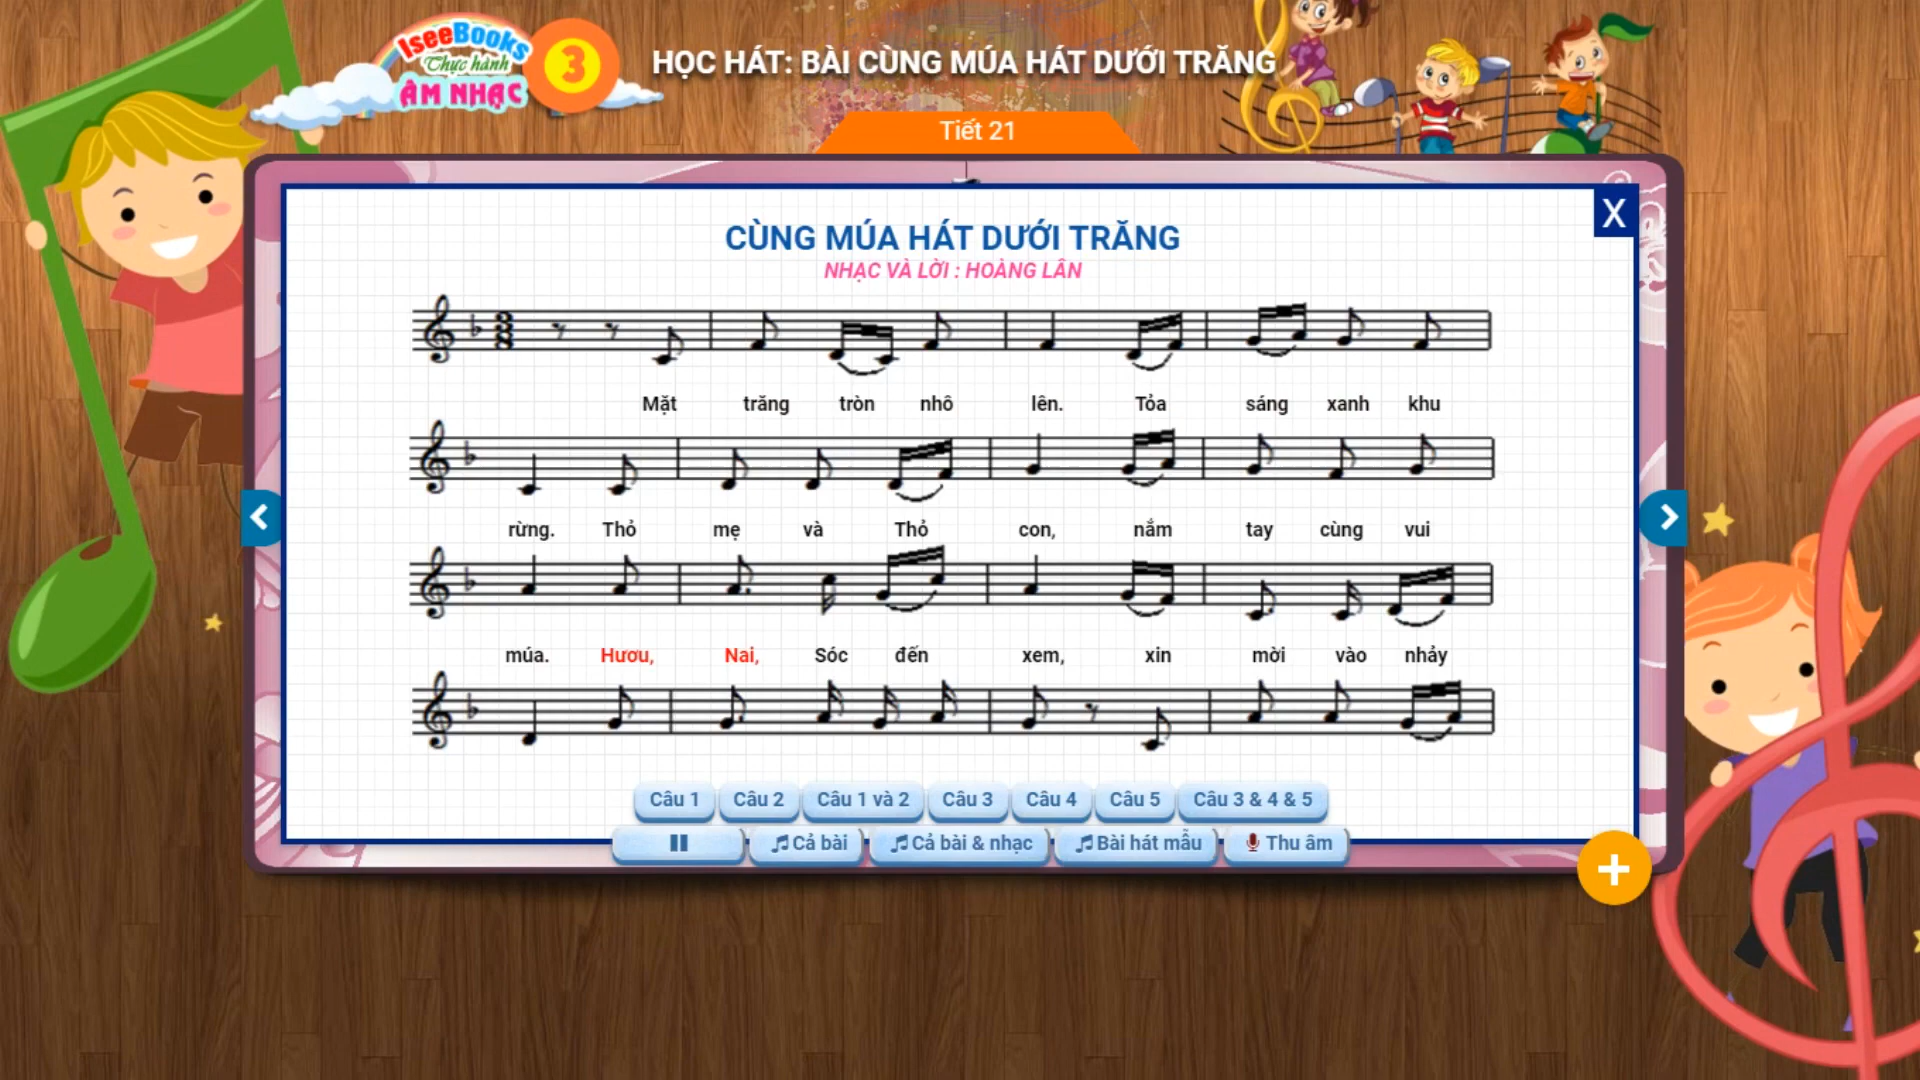 IseeBooks
Thực hành
ÂM NHẠC
3
HỌC HÁT: BÀI CÙNG MÚA HÁT DƯỚI TRĂNG
Tiết 21
X
CÙNG MÚA HÁT DƯỚI TRĂNG
NHẠC VÀ LỜI : HOÀNG LÂN
Mặt trăng tròn nhô lên. Tỏa sáng xanh khu
rừng. Thỏ mẹ và Thỏ con, nắm tay cùng vui
múa. Hươu, Nai, Sóc đến xem, xin mời vào nhảy
Câu 1 Câu 2 Câu 1 và 2 Câu 3 Câu 4 Câu 5 Câu 3 & 4 & 5
Cả bài Cả bài & nhạc Bài hát mẫu Thu âm